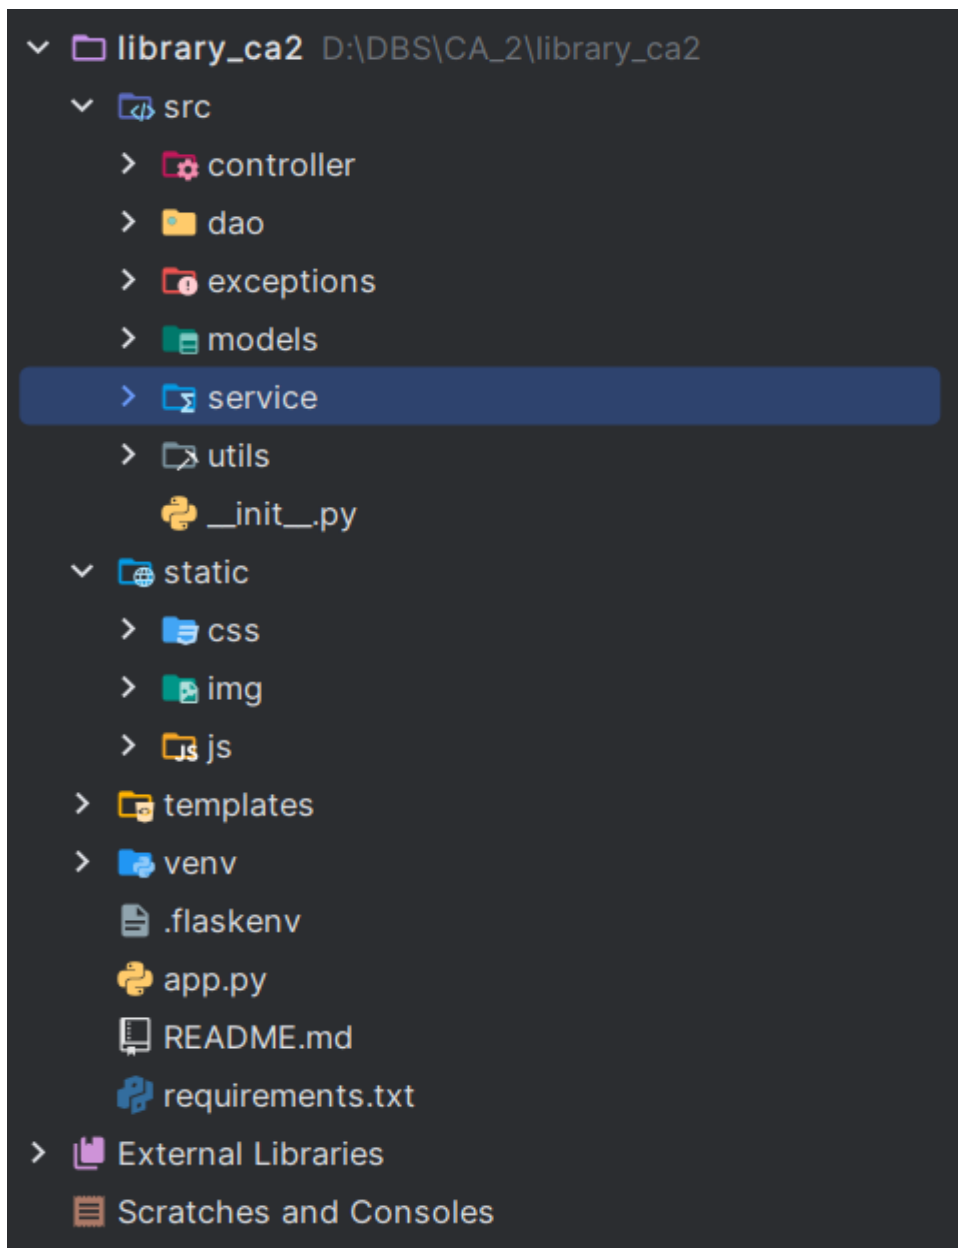 library_ca2 D:\DBS\CA_2\library_ca2
src
controller
dao
exceptions
models
service
utils
__init__.py
static
css
img
JS js
templates
venv
.flaskenv
app.py
README.md
requirements.txt
External Libraries
Scratches and Consoles